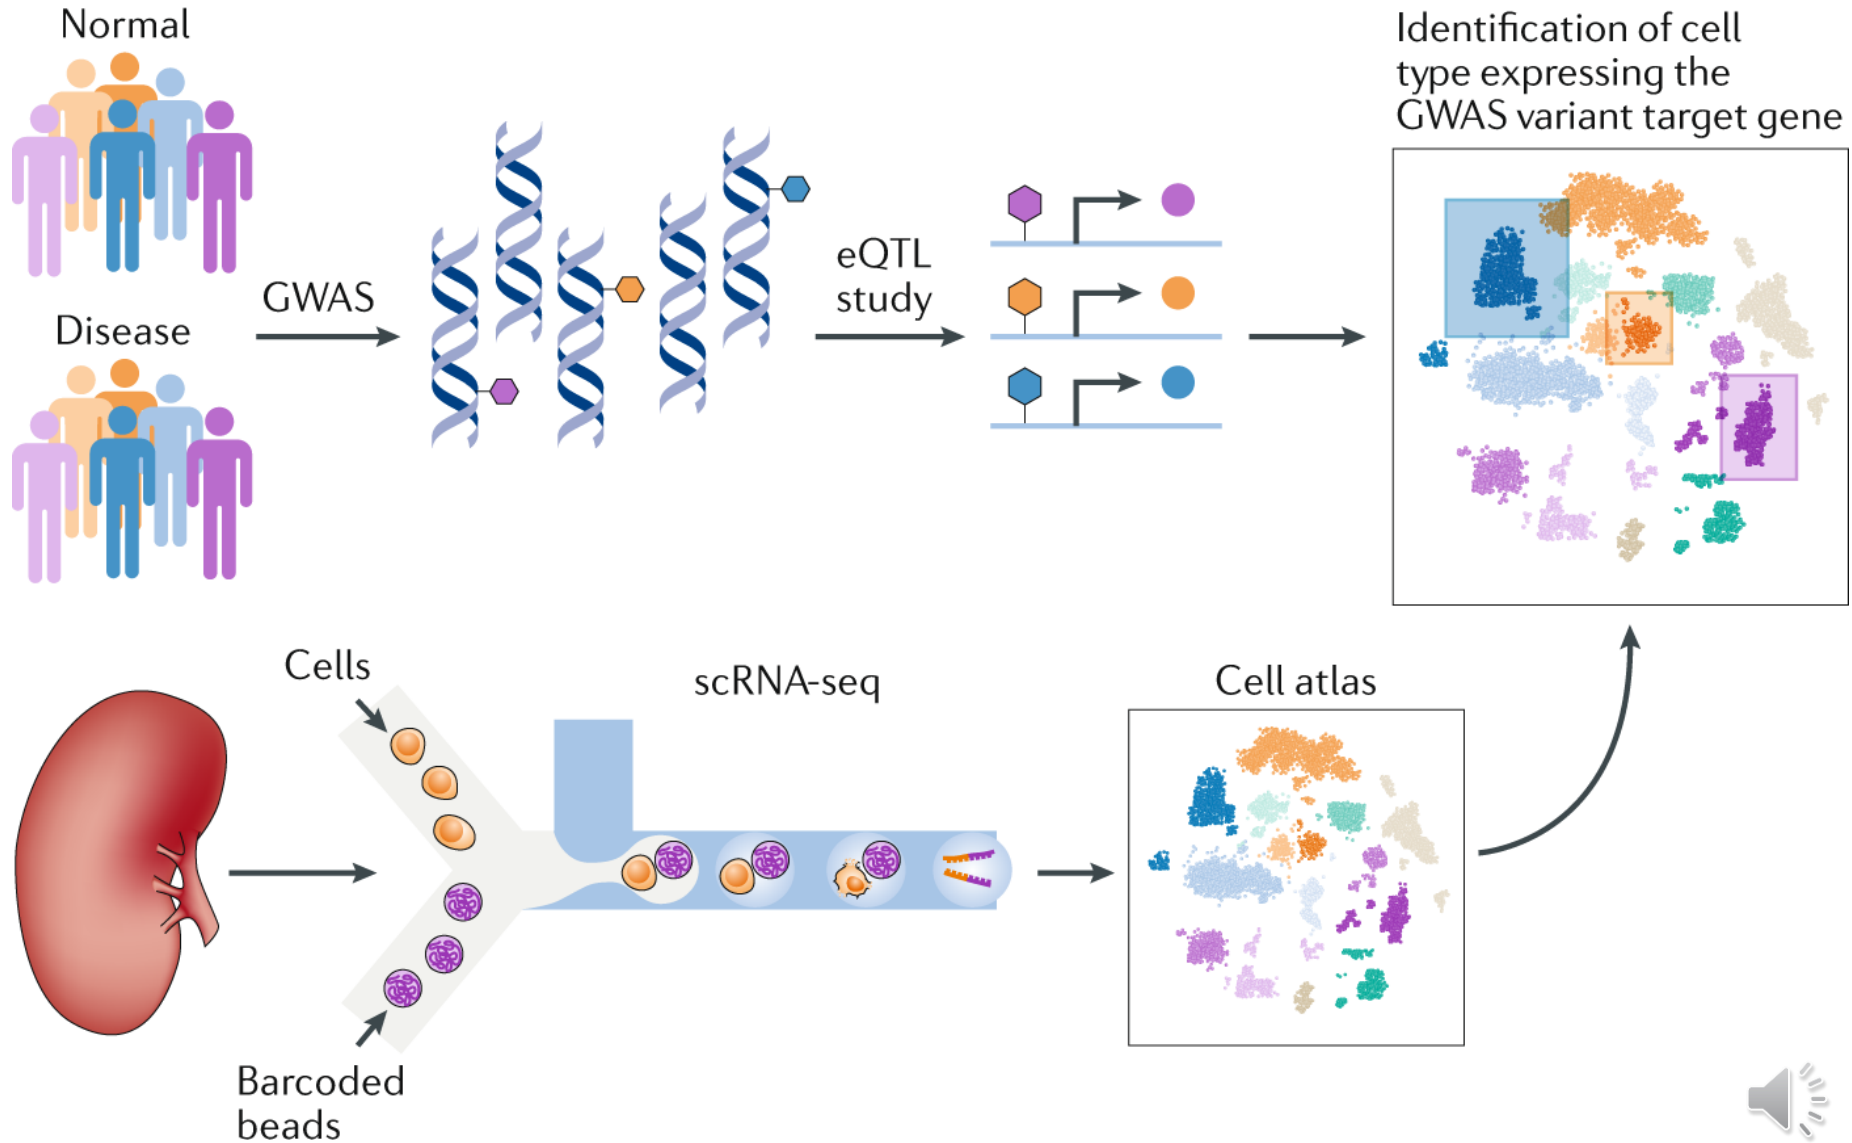 Normal
Disease
GWAS
eQTL
study
Identification of cell
type expressing the
GWAS variant target gene
Cells
scRNA-seq
Cell atlas
Barcoded
beads